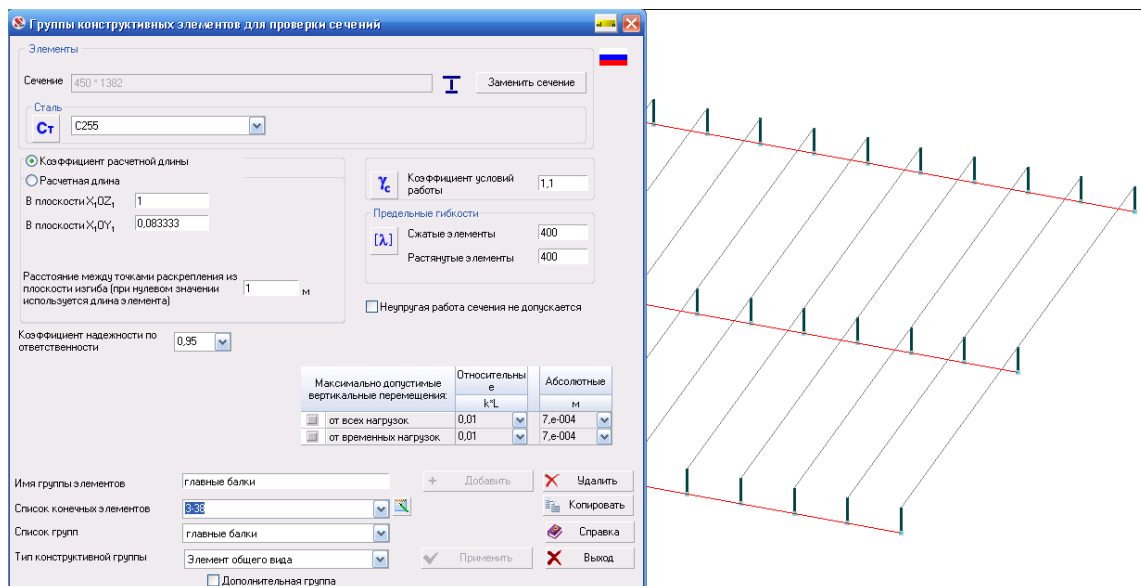 Группы конструктивных элементов для проверки сечений
Элементы
Сечение 450 * 1382 Заменить сечение
Сталь
Ст C255
Коэффициент расчетной длины
Расчетная длина
В плоскости X₁OZ₁ 1
В плоскости X₁OY₁ 0,083333
Расстояние между точками раскрепления из
плоскости изгиба (при нулевом значении
используется длина элемента) 1 м
γc Коэффициент условий
работы 1,1
Предельные гибкости
[λ] Сжатые элементы 400
Растянутые элементы 400
Неупругая работа сечения не допускается
Коэффициент надежности по
ответственности 0,95
Максимально допустимые
вертикальные перемещения:
Относительны
е
Абсолютные
k*L м
от всех нагрузок 0,01 7,e-004
от временных нагрузок 0,01 7,e-004
Имя группы элементов главные балки Добавить Удалить
Список конечных элементов 3-38 Копировать
Список групп главные балки Справка
Тип конструктивной группы Элемент общего вида Применить Выход
Дополнительная группа